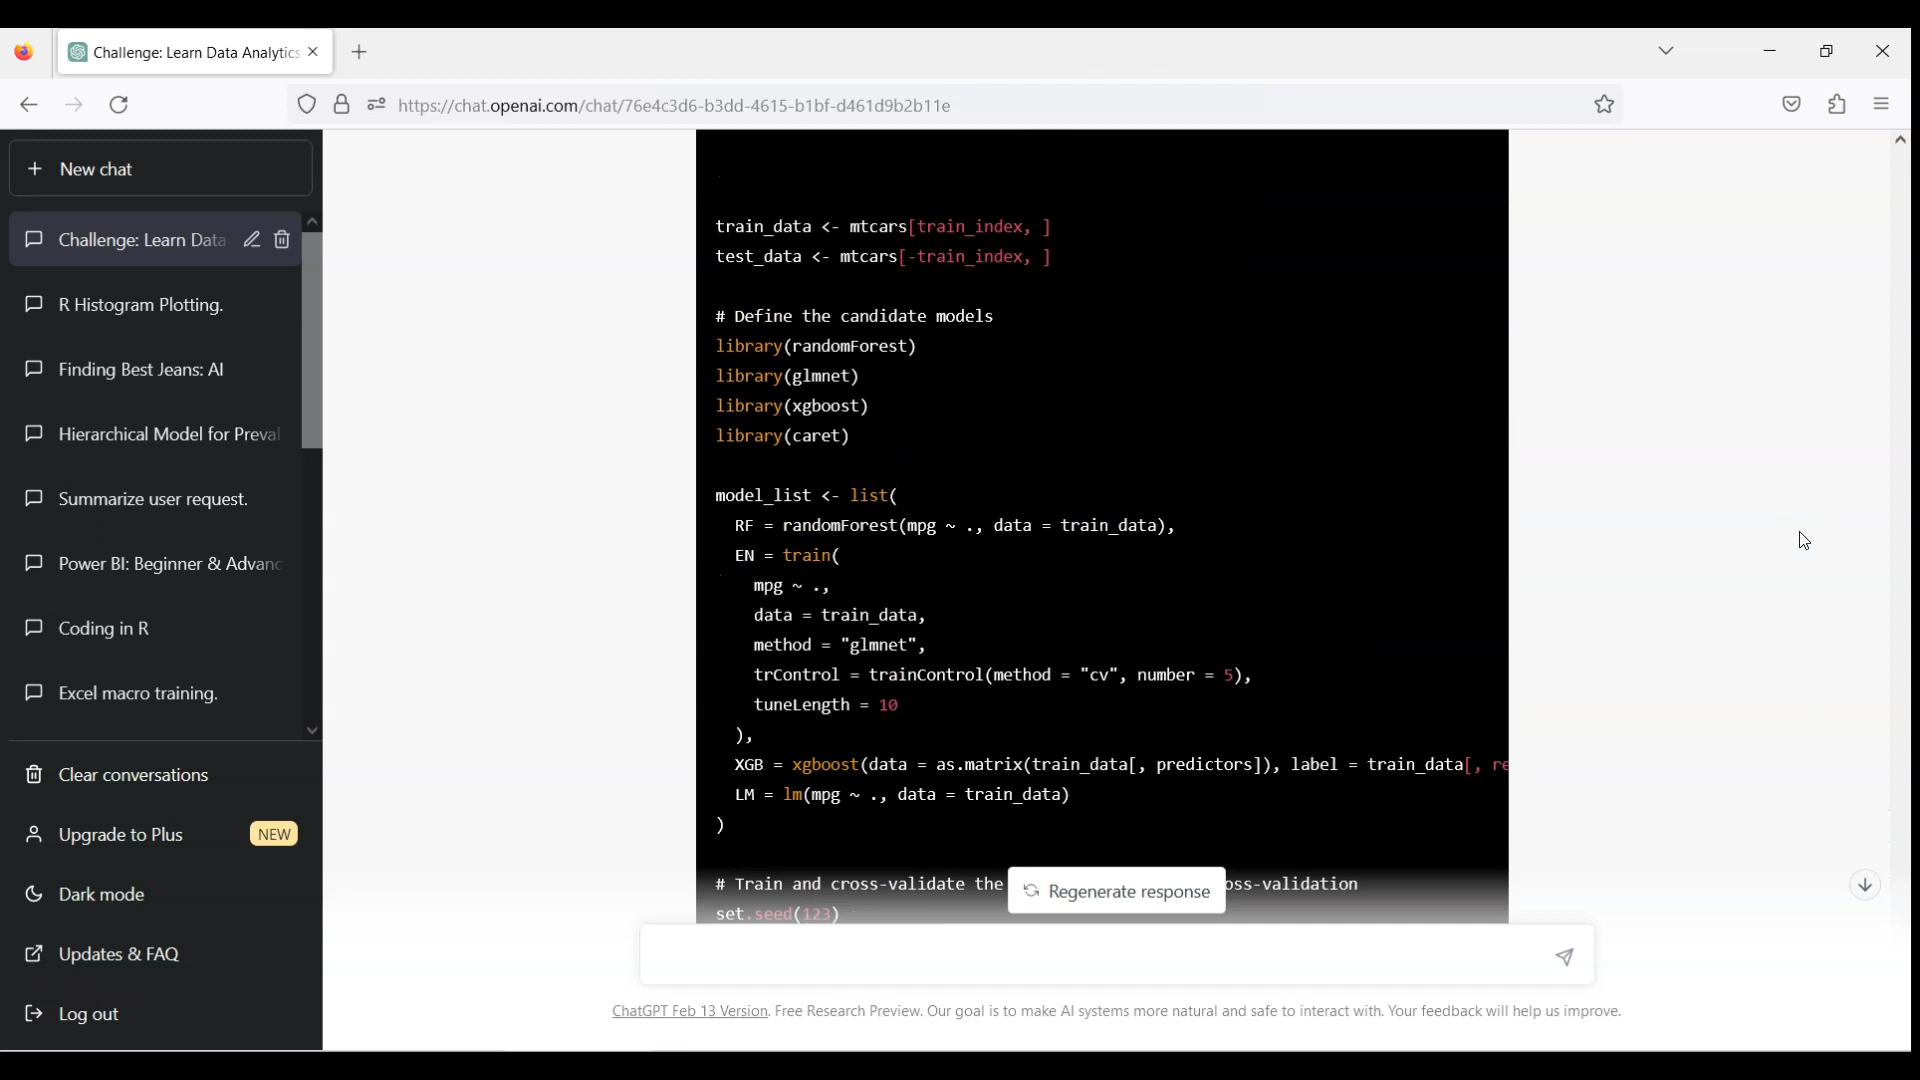 Challenge: Learn Data Analytics
https://chat.openai.com/chat/76e4c3d6-b3dd-4615-b1bf-d461d9b2b11e
New chat
Challenge: Learn Data
R Histogram Plotting.
Finding Best Jeans: AI
Hierarchical Model for Preval
Summarize user request.
Power BI: Beginner & Advanc
Coding in R
Excel macro training.
Clear conversations
Upgrade to Plus NEW
Dark mode
Updates & FAQ
Log out
train_data <- mtcars[train_index, ]
test_data <- mtcars[-train_index, ]
# Define the candidate models
library(randomForest)
library(glmnet)
library(xgboost)
library(caret)
model_list <- list(
RF = randomForest(mpg ~ ., data = train_data),
EN = train(
mpg ~ .,
data = train_data,
method = "glmnet",
trControl = trainControl(method = "cv", number = 5),
tuneLength = 10
),
XGB = xgboost(data = as.matrix(train_data[, predictors]), label = train_data[, re
LM = lm(mpg ~ ., data = train_data)
)
# Train and cross-validate the oss-validation
Regenerate response
set.seed(123)
ChatGPT Feb 13 Version. Free Research Preview. Our goal is to make AI systems more natural and safe to interact with. Your feedback will help us improve.